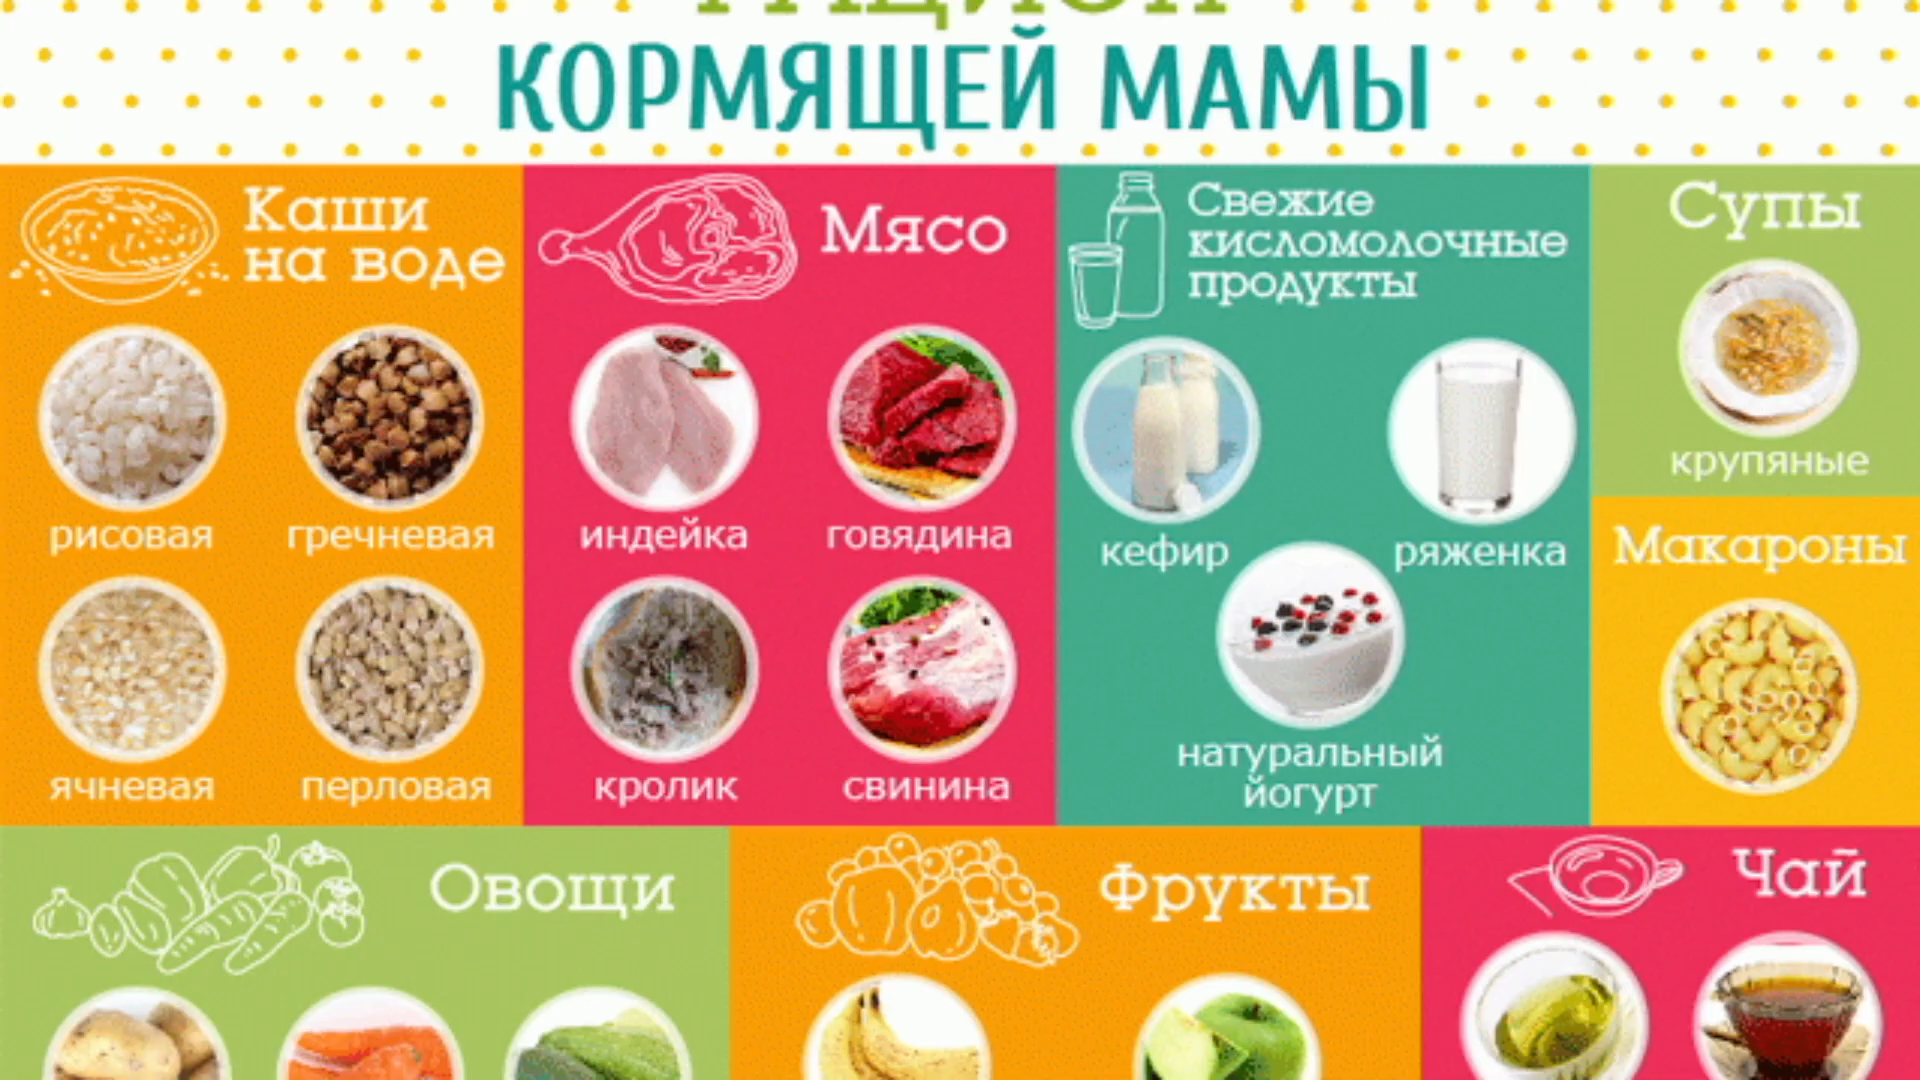 КОРМЯЩЕЙ МАМЫ
Каши
на воде
рисовая
гречневая
ячневая
перловая
Мясо
индейка
говядина
кролик
свинина
Свежие
кисломолочные
продукты
кефир
ряженка
натуральный
йогурт
Супы
крупяные
Макароны
Овощи
Фрукты
Чай